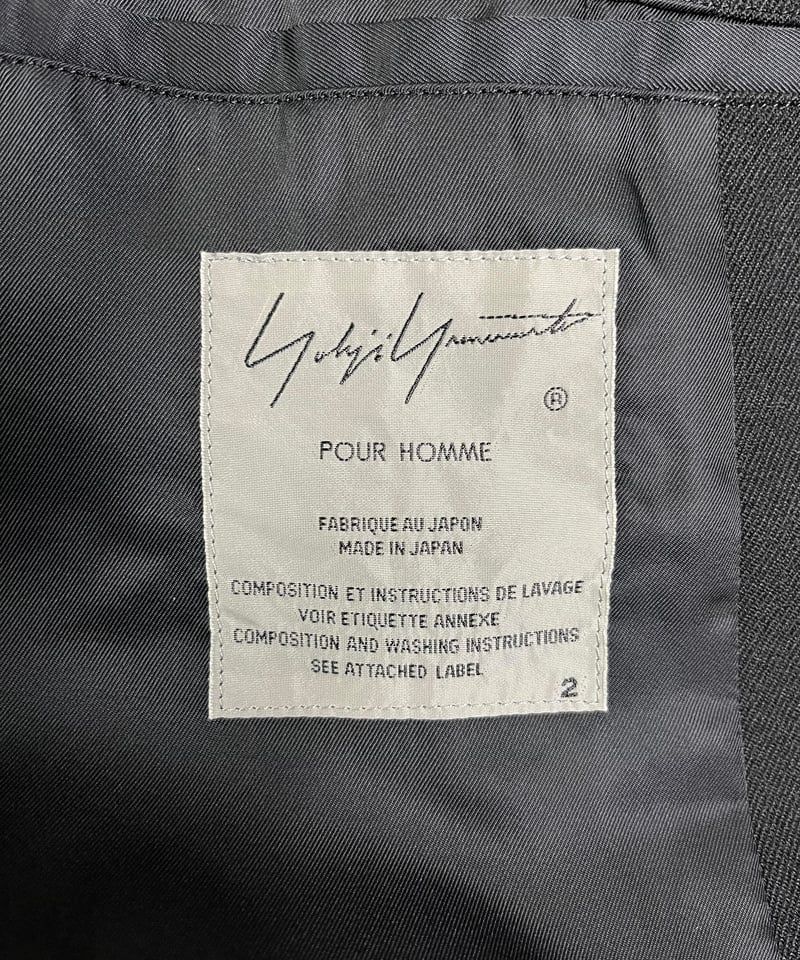 Yohji Yamamoto
®
POUR HOMME
FABRIQUE AU JAPON
MADE IN JAPAN
COMPOSITION ET INSTRUCTIONS DE LAVAGE
VOIR ETIQUETTE ANNEXE
COMPOSITION AND WASHING INSTRUCTIONS
SEE ATTACHED LABEL
2